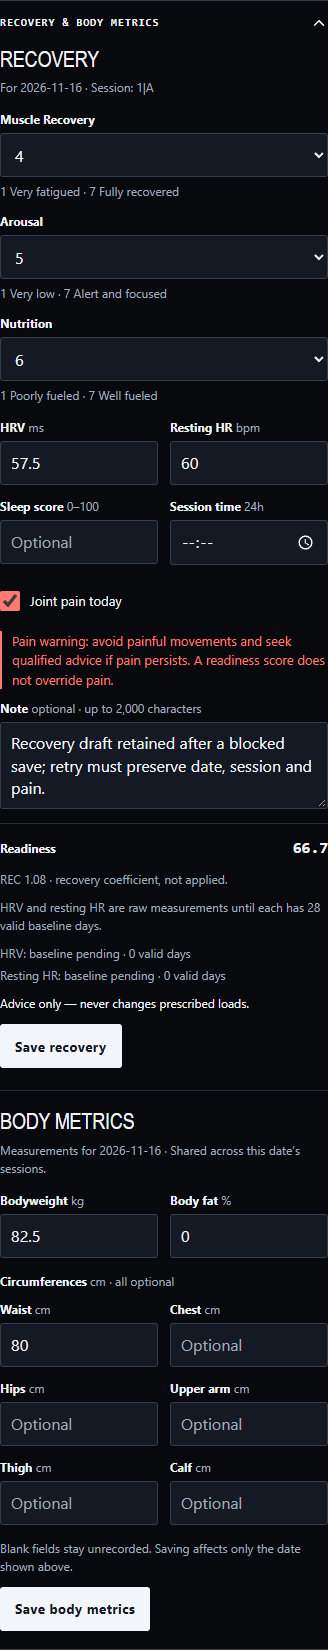 RECOVERY & BODY METRICS
RECOVERY
For 2026-11-16 · Session: 1|A
Muscle Recovery
4
1 Very fatigued · 7 Fully recovered
Arousal
5
1 Very low · 7 Alert and focused
Nutrition
6
1 Poorly fueled · 7 Well fueled
HRV ms Resting HR bpm
57.5 60
Sleep score 0–100 Session time 24h
Optional --:--
Joint pain today
Pain warning: avoid painful movements and seek
qualified advice if pain persists. A readiness score does
not override pain.
Note optional · up to 2,000 characters
Recovery draft retained after a blocked
save; retry must preserve date, session and
pain.
Readiness 66.7
REC 1.08 · recovery coefficient, not applied.
HRV and resting HR are raw measurements until each has 28
valid baseline days.
HRV: baseline pending · 0 valid days
Resting HR: baseline pending · 0 valid days
Advice only — never changes prescribed loads.
Save recovery
BODY METRICS
Measurements for 2026-11-16 · Shared across this date's
sessions.
Bodyweight kg Body fat %
82.5 0
Circumferences cm · all optional
Waist cm Chest cm
80 Optional
Hips cm Upper arm cm
Optional Optional
Thigh cm Calf cm
Optional Optional
Blank fields stay unrecorded. Saving affects only the date
shown above.
Save body metrics